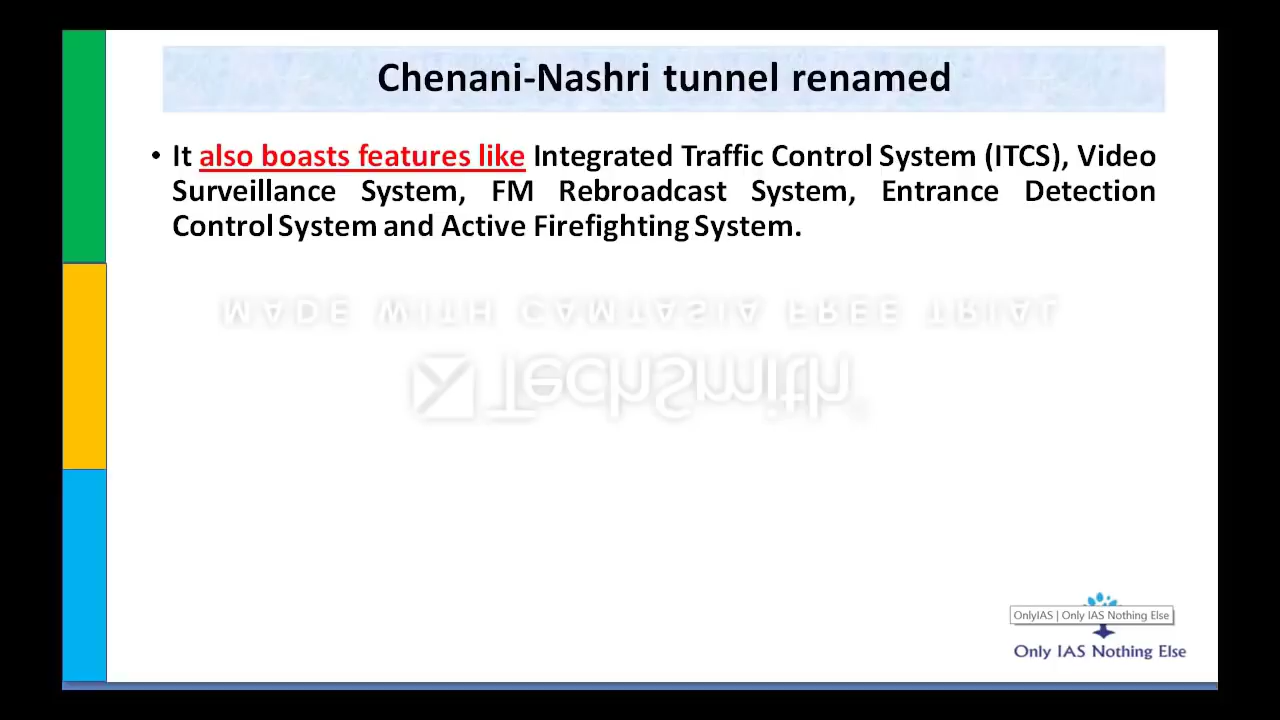 Chenani-Nashri tunnel renamed
• It also boasts features like Integrated Traffic Control System (ITCS), Video
Surveillance System, FM Rebroadcast System, Entrance Detection
Control System and Active Firefighting System.
MADE WITH CAMTASIA FREE TRIAL
TechSmith
OnlyIAS | Only IAS Nothing Else
Only IAS Nothing Else